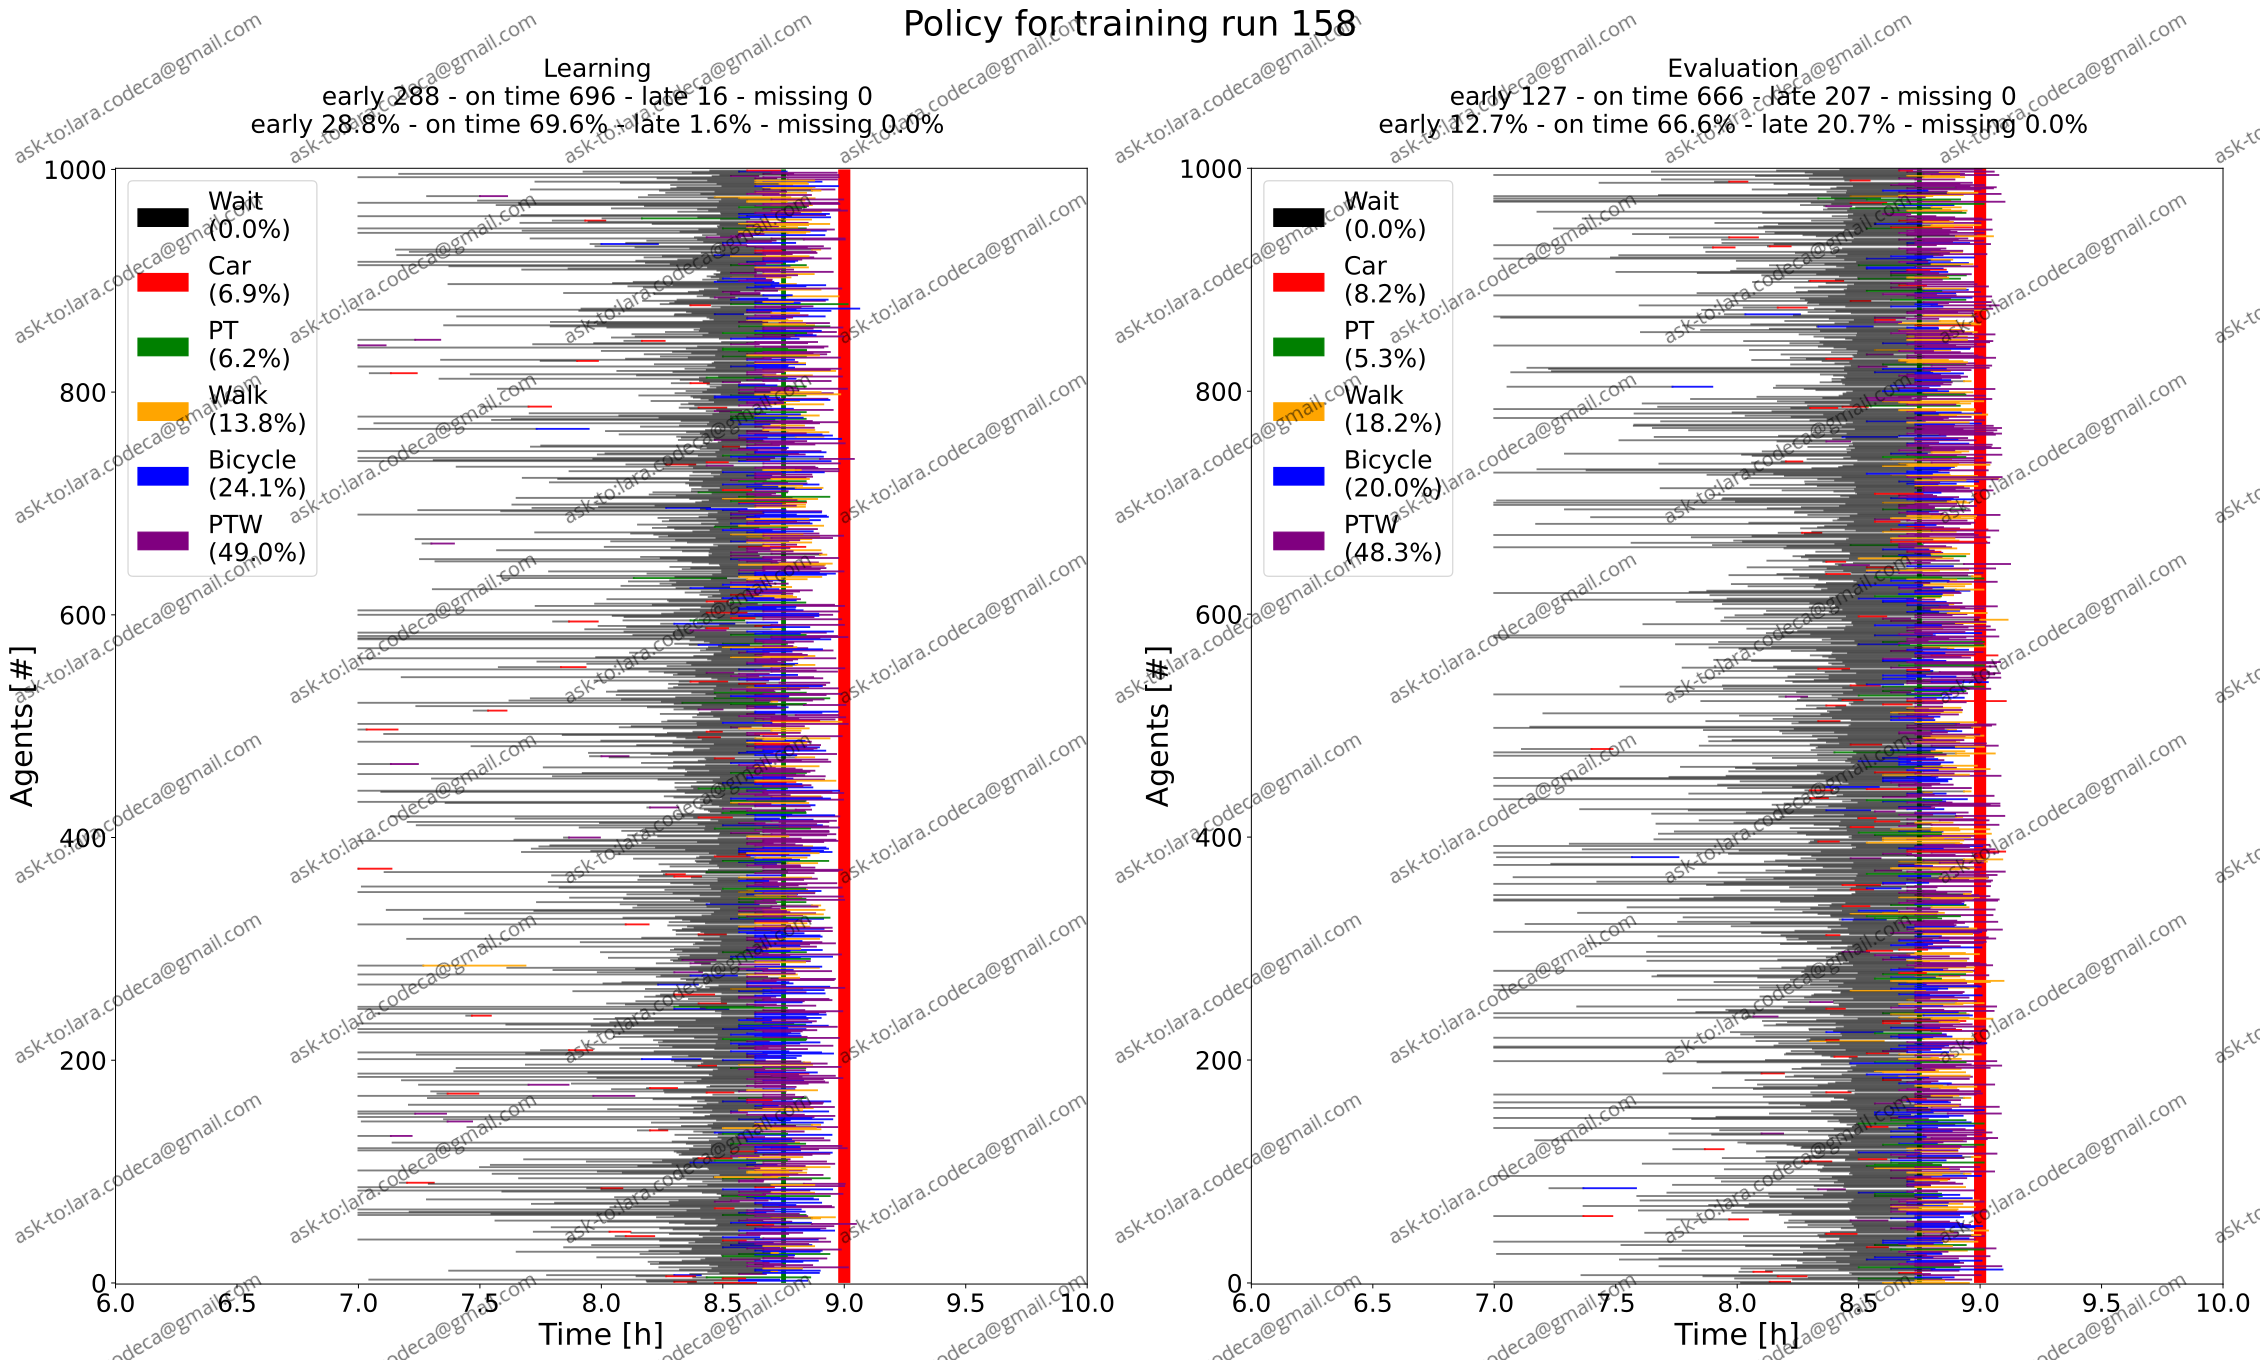 Policy for training run 158
Learning
early 288 - on time 696 - late 16 - missing 0
early 28.8% - on time 69.6% - late 1.6% - missing 0.0%
Wait
(0.0%)
Car
(6.9%)
PT
(6.2%)
Walk
(13.8%)
Bicycle
(24.1%)
PTW
(49.0%)
1000
800
600
400
200
0
Agents [#]
6.0 6.5 7.0 7.5 8.0 8.5 9.0 9.5 10.0
Time [h]
Evaluation
early 127 - on time 666 - late 207 - missing 0
early 12.7% - on time 66.6% - late 20.7% - missing 0.0%
Wait
(0.0%)
Car
(8.2%)
PT
(5.3%)
Walk
(18.2%)
Bicycle
(20.0%)
PTW
(48.3%)
1000
800
600
400
200
0
Agents [#]
6.0 6.5 7.0 7.5 8.0 8.5 9.0 9.5 10.0
Time [h]
ask-to:lara.codeca@gmail.com